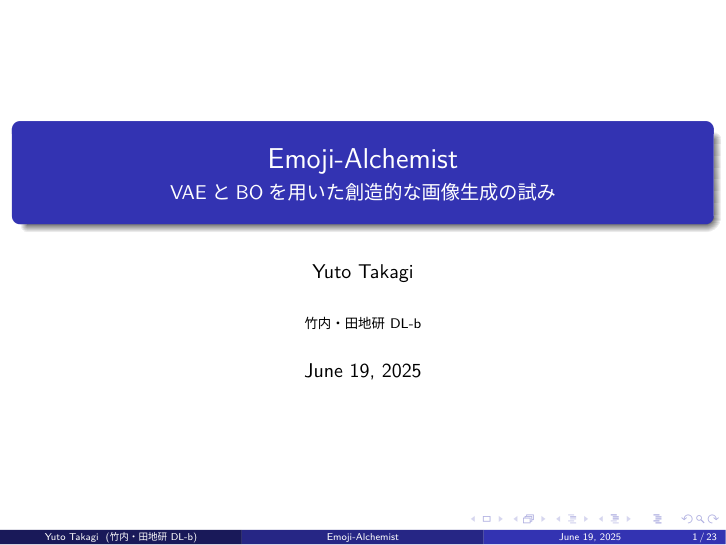 Emoji-Alchemist
VAE と BO を用いた創造的な画像生成の試み
Yuto Takagi
竹内・田地研 DL-b
June 19, 2025
Yuto Takagi (竹内・田地研 DL-b)
Emoji-Alchemist
June 19, 2025
1 / 23